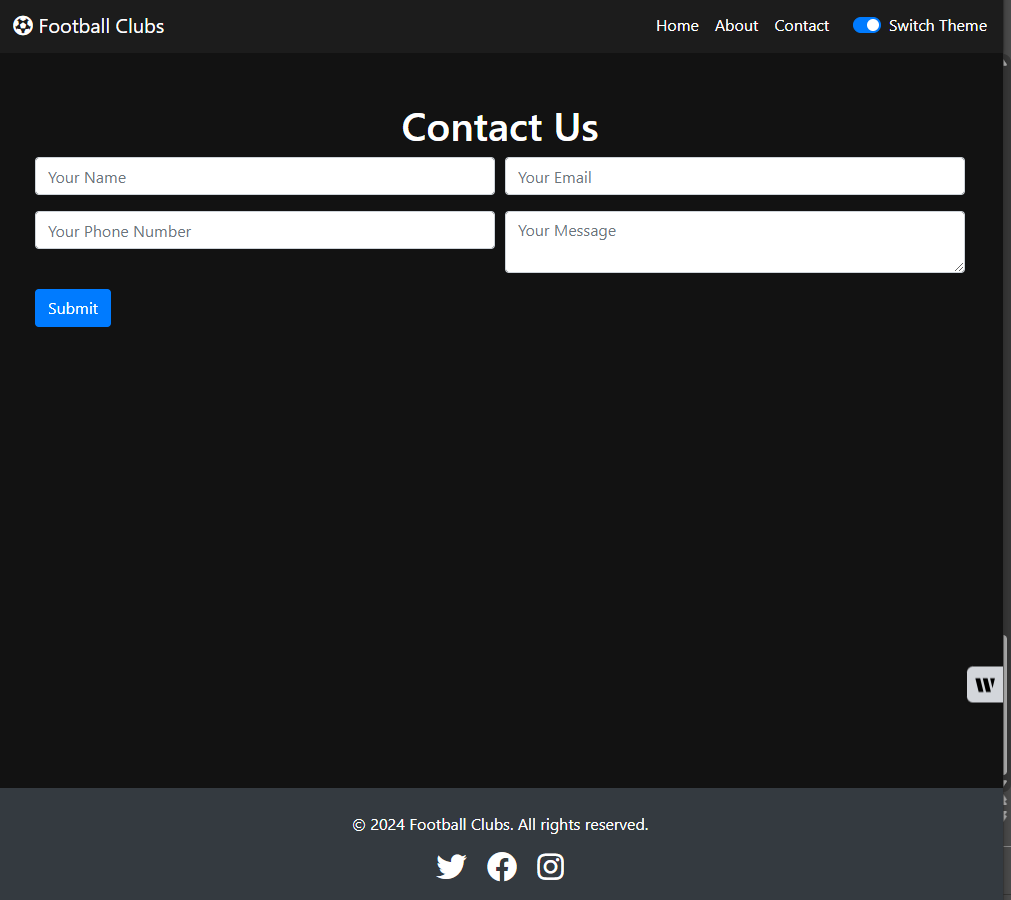 Football Clubs Home About Contact Switch Theme
Contact Us
Your Name Your Email
Your Phone Number Your Message
Submit
W
© 2024 Football Clubs. All rights reserved.